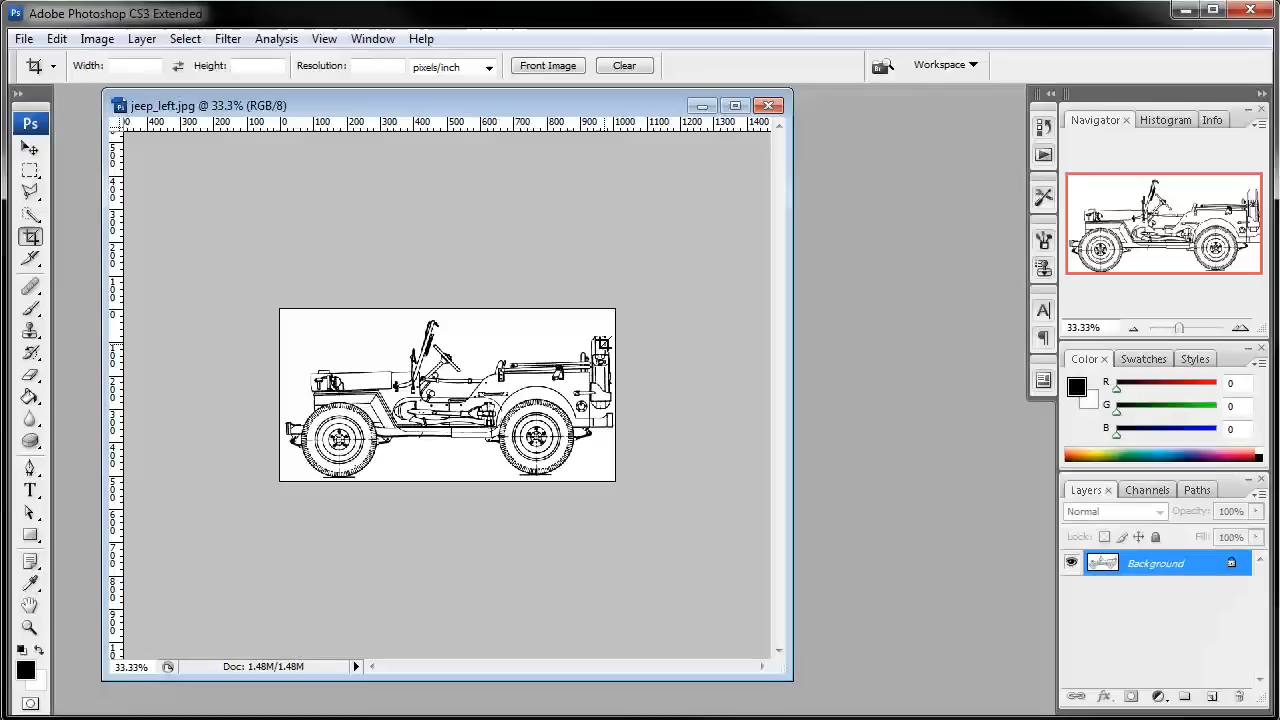 Ps Adobe Photoshop CS3 Extended
File Edit Image Layer Select Filter Analysis View Window Help
Width: Height: Resolution: pixels/inch Front Image Clear Workspace
jeep_left.jpg @ 33.3% (RGB/8)
400 300 200 100 0 100 200 300 400 500 600 700 800 900 1000 1100 1200 1300 1400
Ps
T
Navigator Histogram Info
33.33%
A
Color Swatches Styles
R 0
G 0
B 0
Layers Channels Paths
Normal Opacity: 100%
Lock: Fill: 100%
Background
33.33% Doc: 1.48M/1.48M